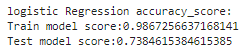 logistic Regression accuracy_score:
Train model score:0.9867256637168141
Test model score:0.7384615384615385